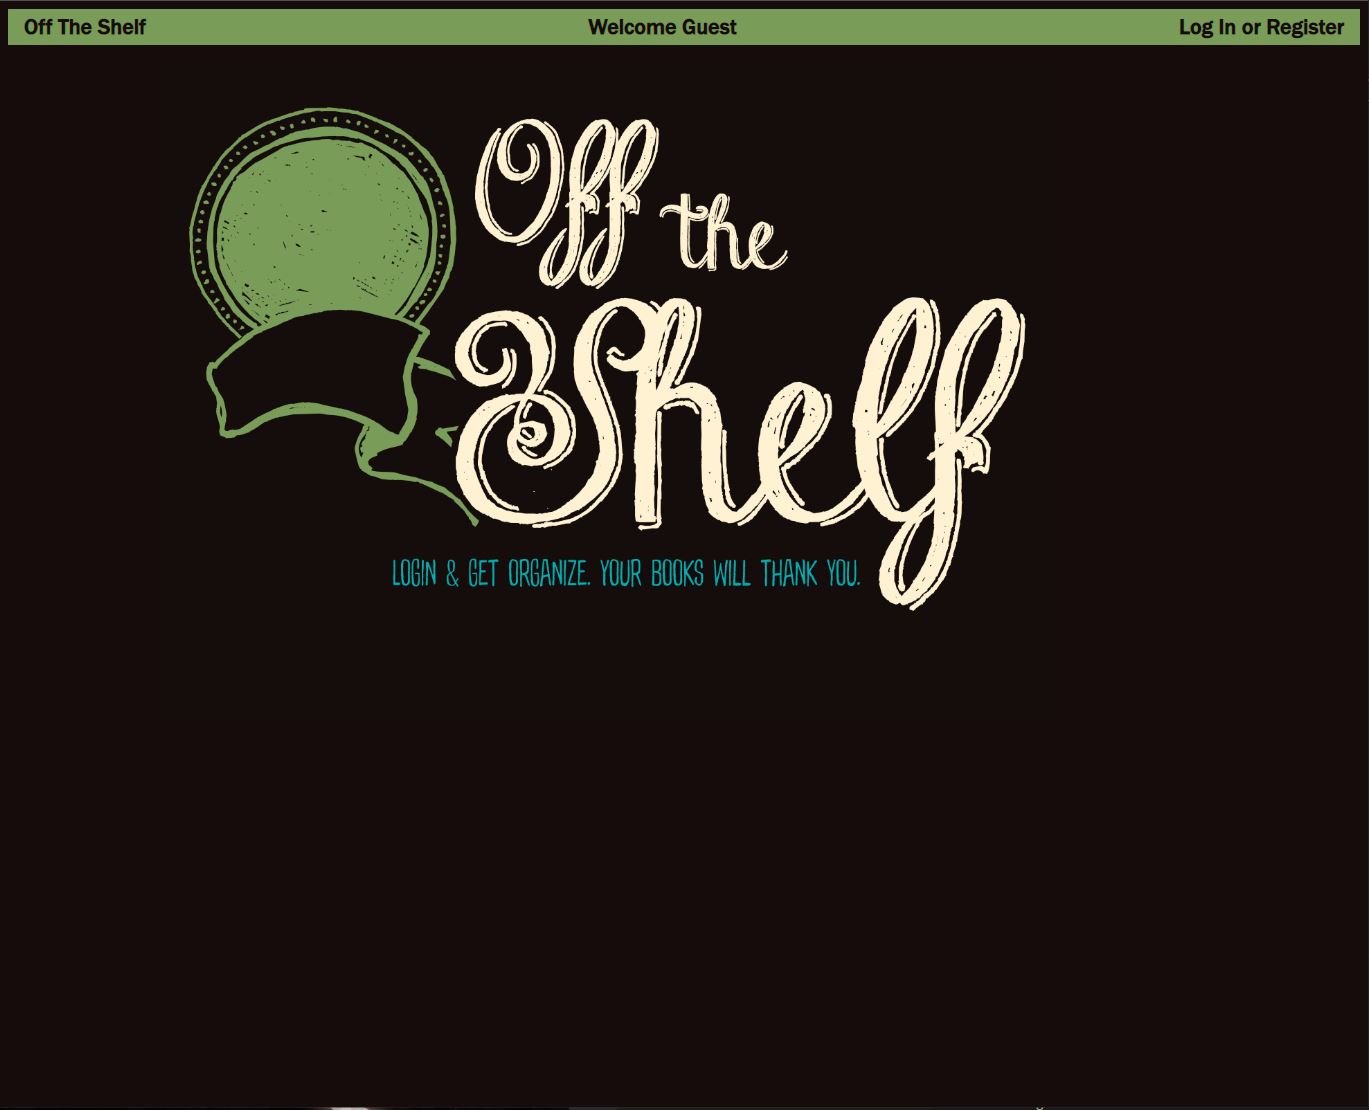 Off The Shelf
Welcome Guest
Log In or Register
Off
the
Shelf
LOGIN & GET ORGANIZE. YOUR BOOKS WILL THANK YOU.